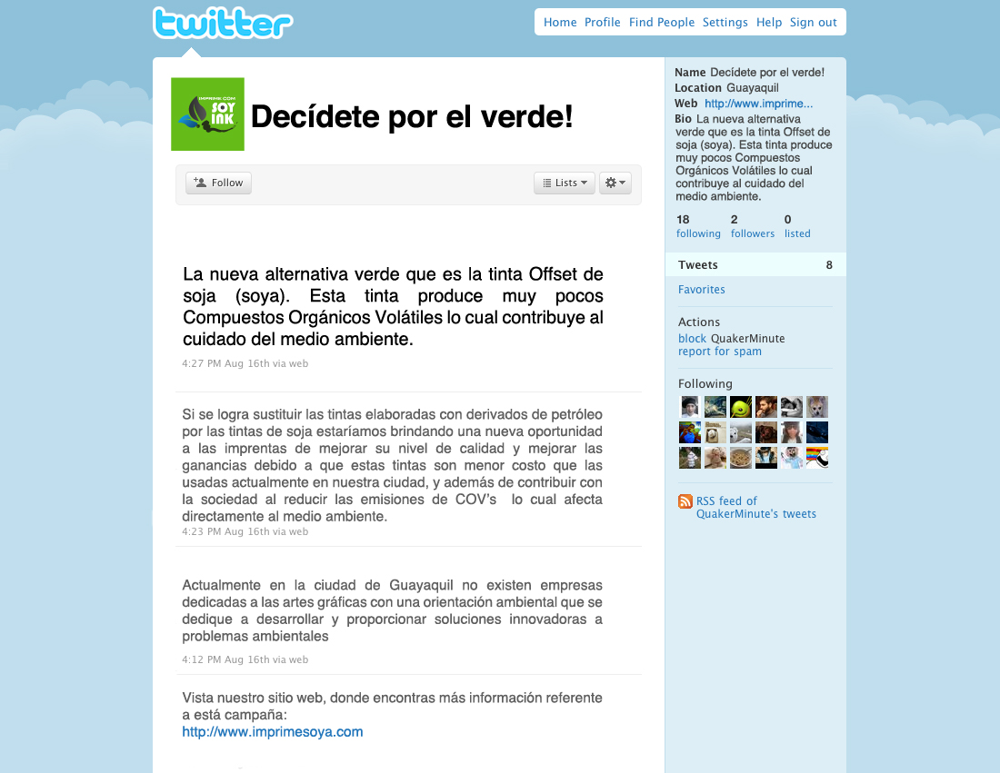 twitter
Home Profile Find People Settings Help Sign out
IMPRIME CON
SOY
INK
Decídete por el verde!
Follow
Lists
La nueva alternativa verde que es la tinta Offset de
soja (soya). Esta tinta produce muy pocos
Compuestos Orgánicos Volátiles lo cual contribuye al
cuidado del medio ambiente.
4:27 PM Aug 16th via web
Si se logra sustituir las tintas elaboradas con derivados de petróleo
por las tintas de soja estaríamos brindando una nueva oportunidad
a las imprentas de mejorar su nivel de calidad y mejorar las
ganancias debido a que estas tintas son menor costo que las
usadas actualmente en nuestra ciudad, y además de contribuir con
la sociedad al reducir las emisiones de COV’s lo cual afecta
directamente al medio ambiente.
4:23 PM Aug 16th via web
Actualmente en la ciudad de Guayaquil no existen empresas
dedicadas a las artes gráficas con una orientación ambiental que se
dedique a desarrollar y proporcionar soluciones innovadoras a
problemas ambientales
4:12 PM Aug 16th via web
Vista nuestro sitio web, donde encontras más información referente
a está campaña:
http://www.imprimesoya.com
Name Decídete por el verde!
Location Guayaquil
Web http://www.imprime...
Bio La nueva alternativa
verde que es la tinta Offset de
soja (soya). Esta tinta produce
muy pocos Compuestos
Orgánicos Volátiles lo cual
contribuye al cuidado del
medio ambiente.
18 2 0
following followers listed
Tweets 8
Favorites
Actions
block QuakerMinute
report for spam
Following
RSS feed of
QuakerMinute's tweets